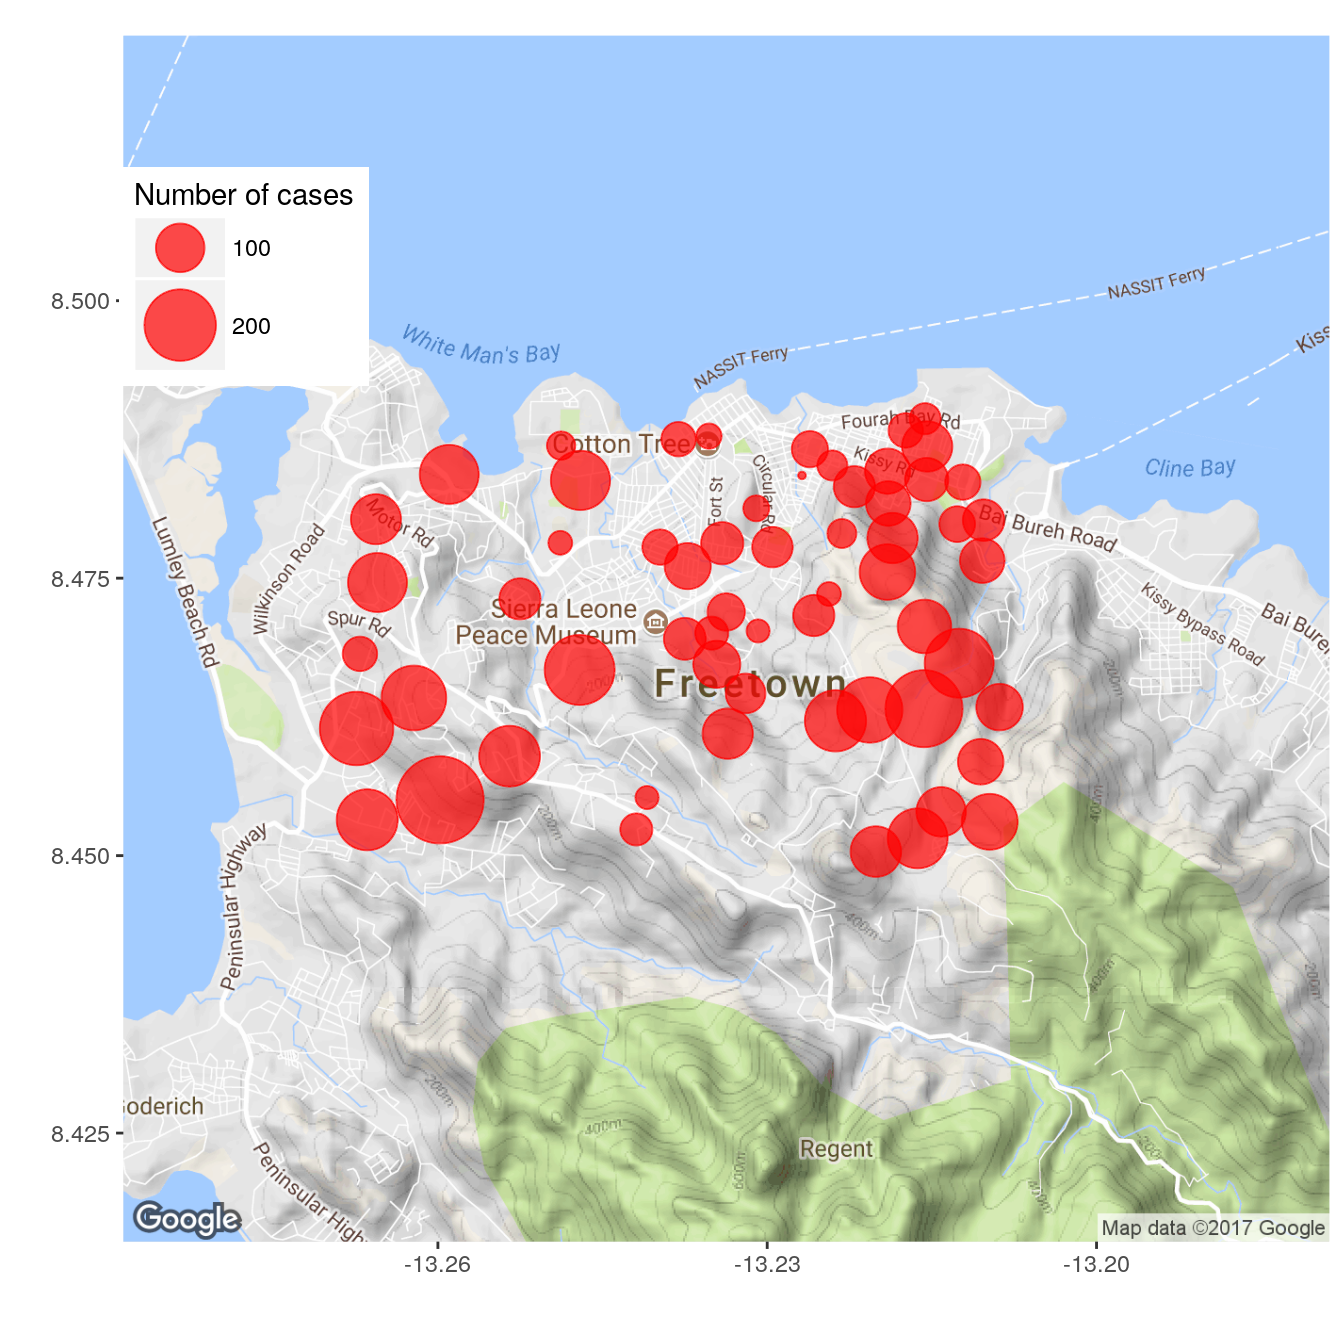 Number of cases
100
200
8.500
8.475
8.450
8.425
-13.26
-13.23
-13.20
White Man's Bay
NASSIT Ferry
NASSIT Ferry
Kiss
Cline Bay
Fourah Bay Rd
Cotton Tree
Kissy Rd
Circular Rd
Fort St
Motor Rd
Bai Bureh Road
Lumley Beach Rd
Wilkinson Road
Kissy Bypass Road
Bai Bureh
Sierra Leone
Peace Museum
Spur Rd
Freetown
200m
200m
200m
400m
Peninsular Highway
400m
400m
200m
200m
oderich
400m
Regent
600m
200m
400m
Peninsular High
Google
Map data ©2017 Google